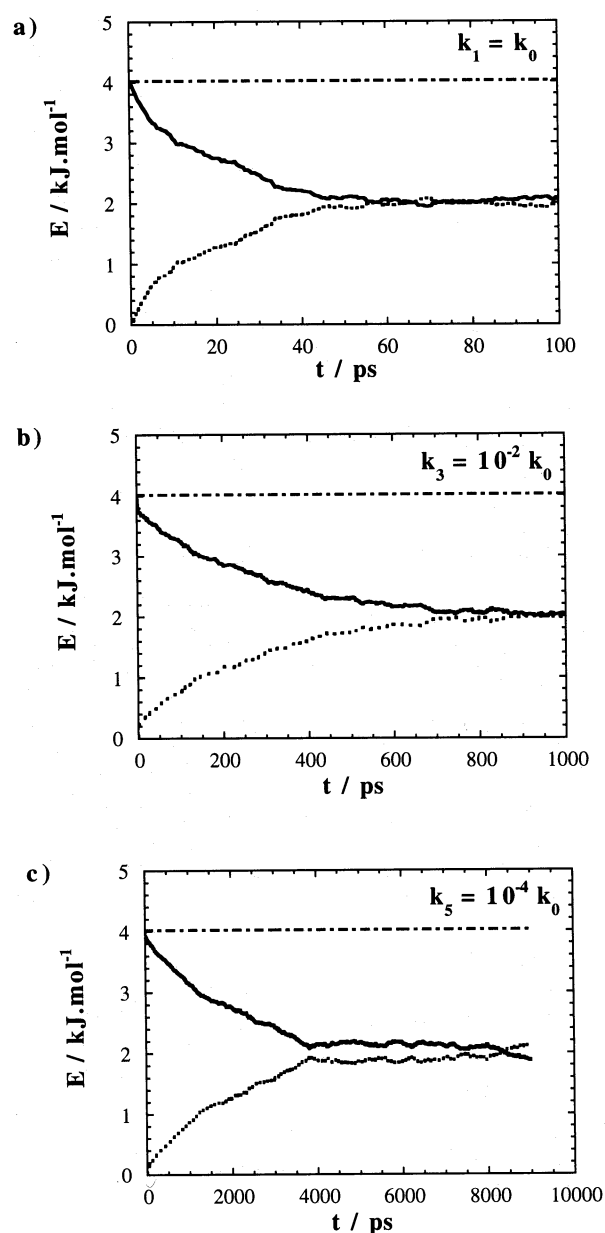 a)
k₁ = k₀
E / kJ.mol⁻¹
5
4
3
2
1
0
0 20 40 60 80 100
t / ps
b)
k₃ = 10⁻² k₀
E / kJ.mol⁻¹
5
4
3
2
1
0
0 200 400 600 800 1000
t / ps
c)
k₅ = 10⁻⁴ k₀
E / kJ.mol⁻¹
5
4
3
2
1
0
0 2000 4000 6000 8000 10000
t / ps